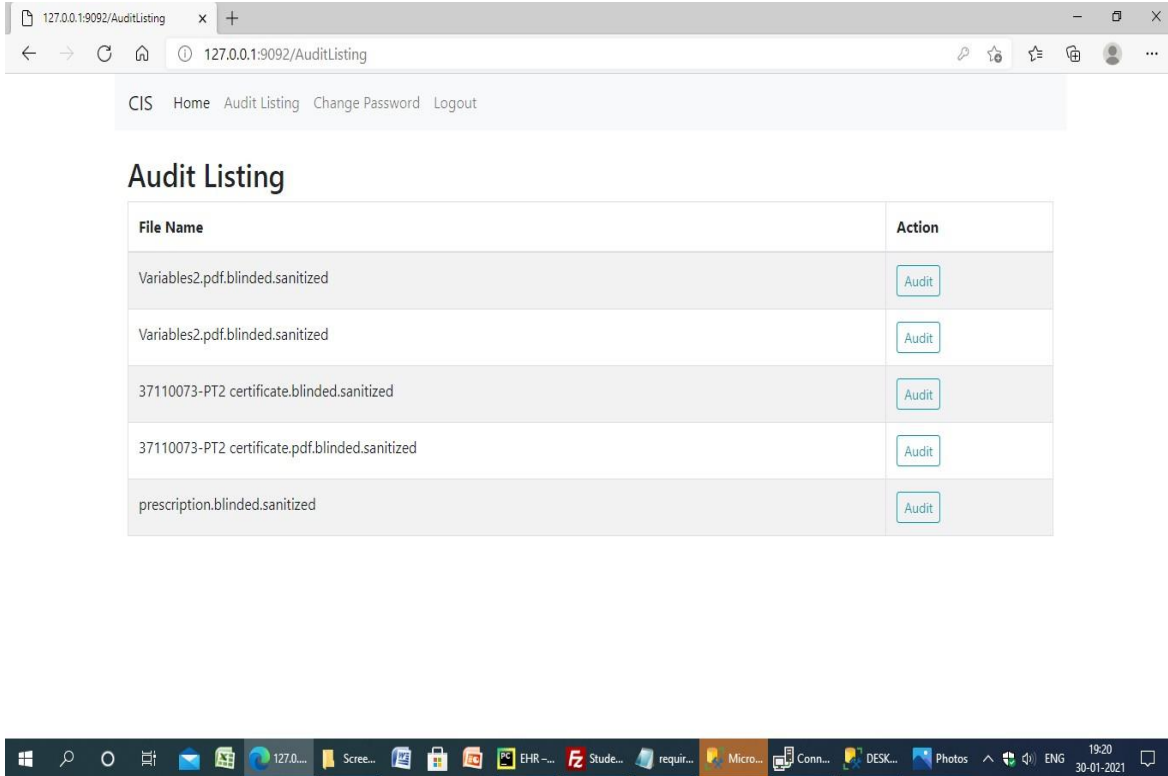 127.0.0.1:9092/AuditListing
127.0.0.1:9092/AuditListing
CIS Home Audit Listing Change Password Logout
Audit Listing
File Name Action
Variables2.pdf.blinded.sanitized Audit
Variables2.pdf.blinded.sanitized Audit
37110073-PT2 certificate.blinded.sanitized Audit
37110073-PT2 certificate.pdf.blinded.sanitized Audit
prescription.blinded.sanitized Audit
127.0.... Scree... PC EHR –... Fz Stude... requir... Micro... Conn... DESK... Photos ENG 19:20
30-01-2021